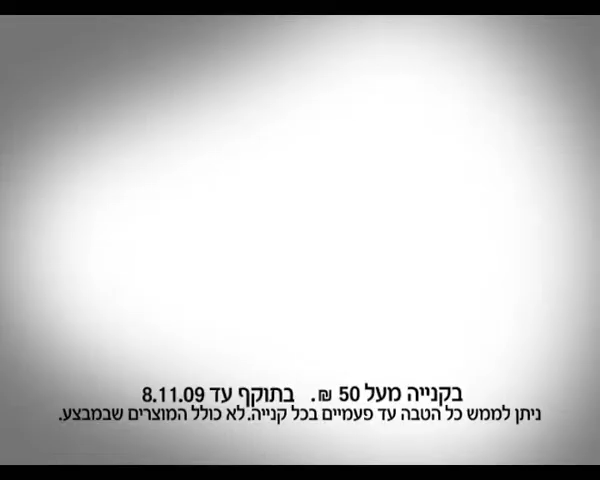 בקנייה מעל 50 ₪. בתוקף עד 8.11.09
ניתן לממש כל הטבה עד פעמיים בכל קנייה.לא כולל המוצרים שבמבצע.